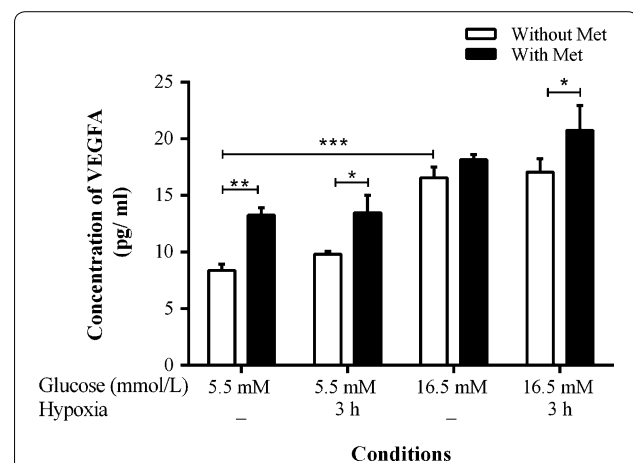 Without Met
With Met
Concentration of VEGFA
(pg/ ml)
25
20
15
10
5
0
**
***
*
*
Glucose (mmol/L) 5.5 mM 5.5 mM 16.5 mM 16.5 mM
Hypoxia _ 3 h _ 3 h
Conditions